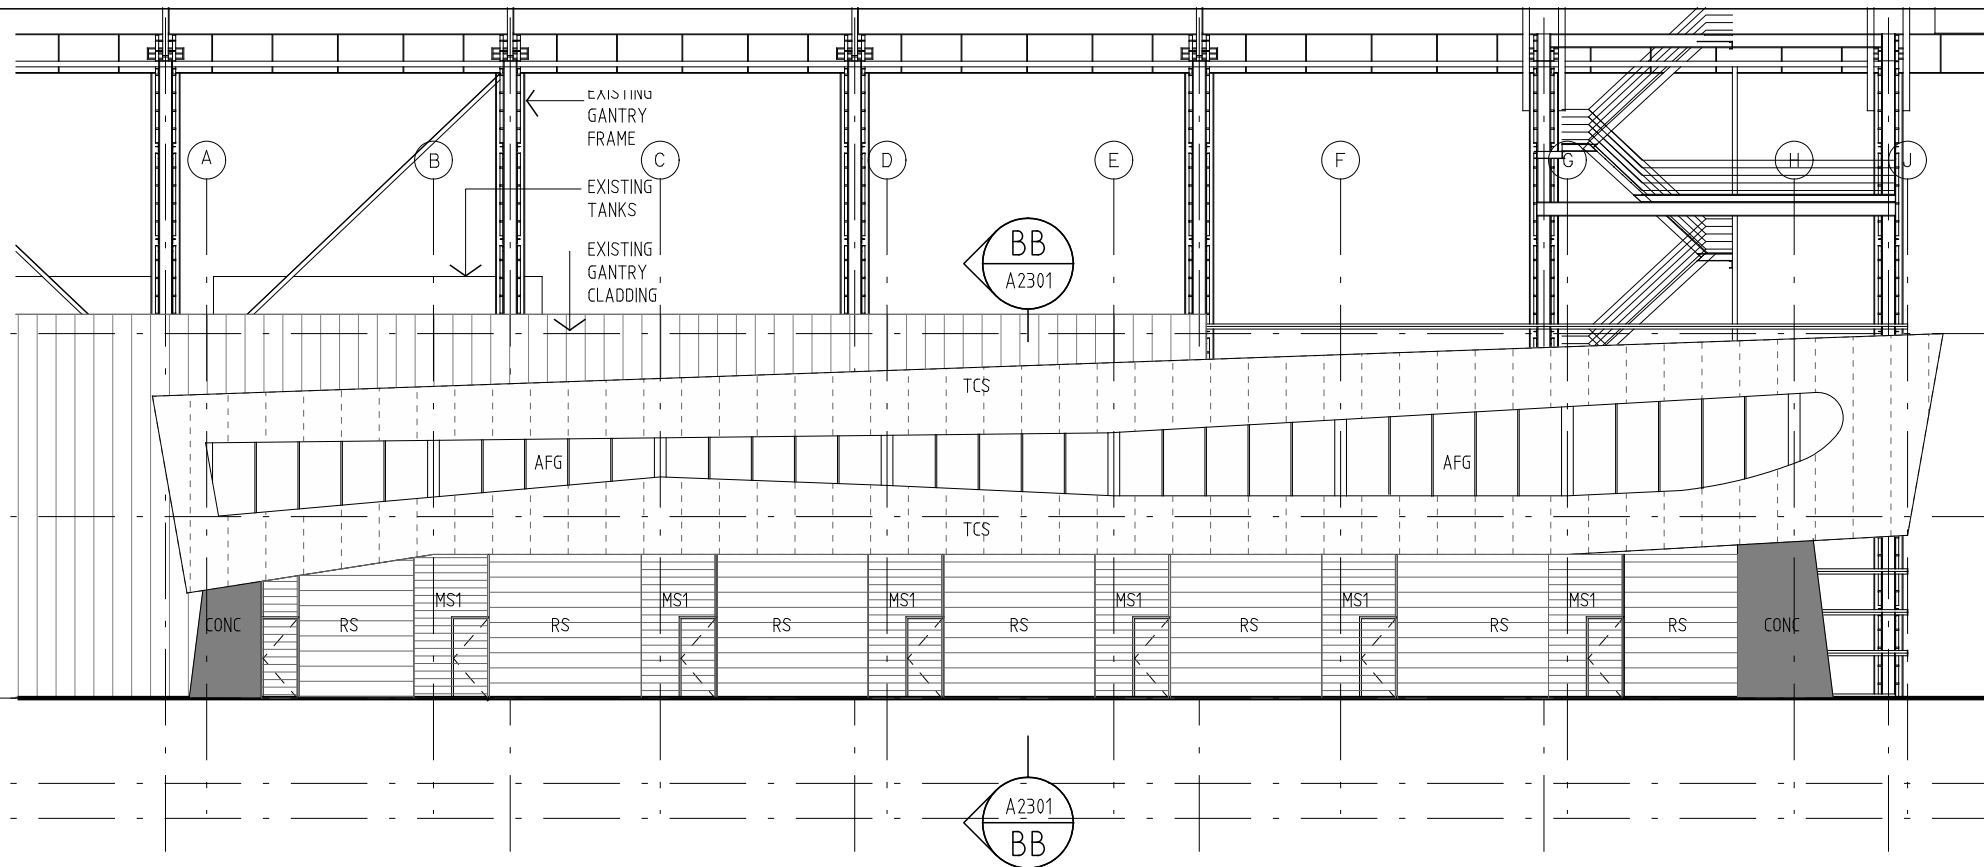 EXISTING
GANTRY
FRAME
A
B
C
D
E
F
G
H
J
EXISTING
TANKS
EXISTING
GANTRY
CLADDING
BB
A2301
TCS
AFG
AFG
TCS
MS1
MS1
MS1
MS1
MS1
MS1
CONC
RS
RS
RS
RS
RS
RS
RS
CONC
A2301
BB